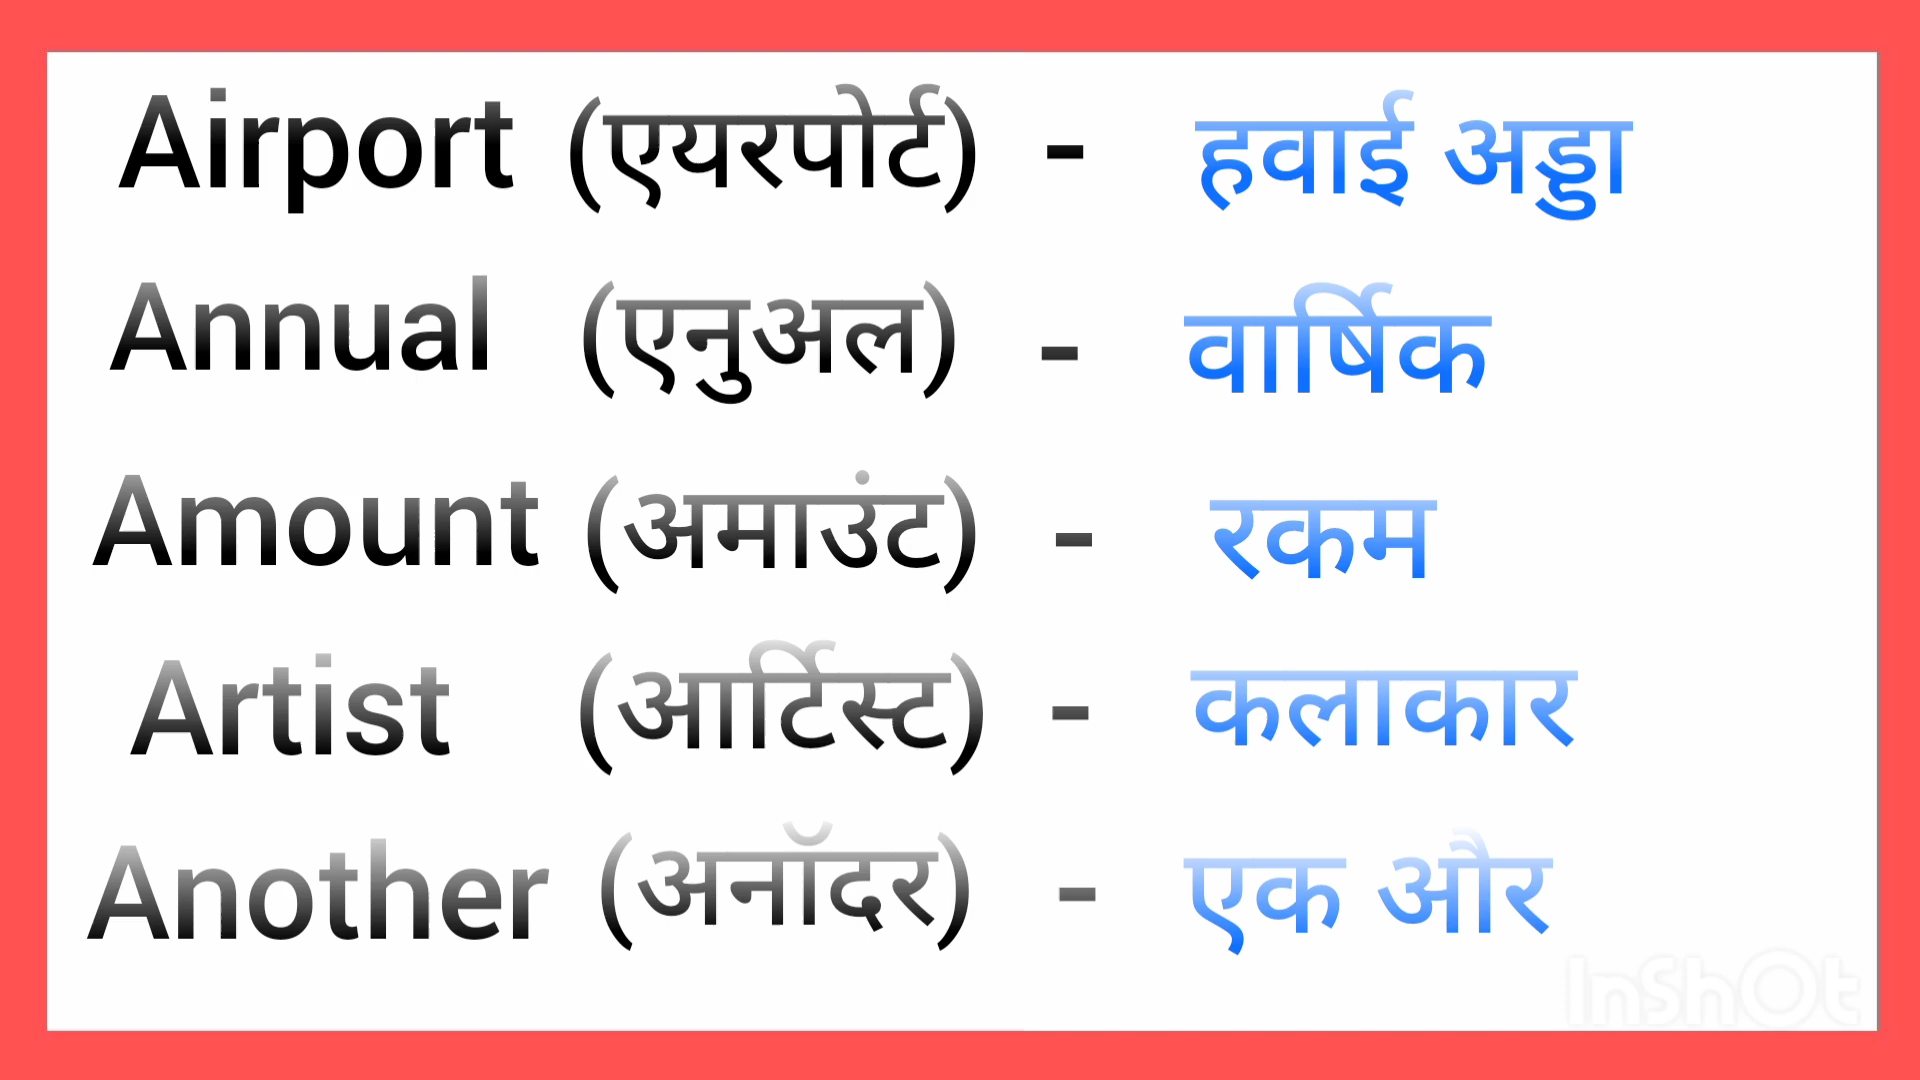 Airport (एयरपोर्ट) - हवाई अड्डा
Annual (एनुअल) - वार्षिक
Amount (अमाउंट) - रकम
Artist (आर्टिस्ट) - कलाकार
Another (अनॉदर) - एक और
InShOt